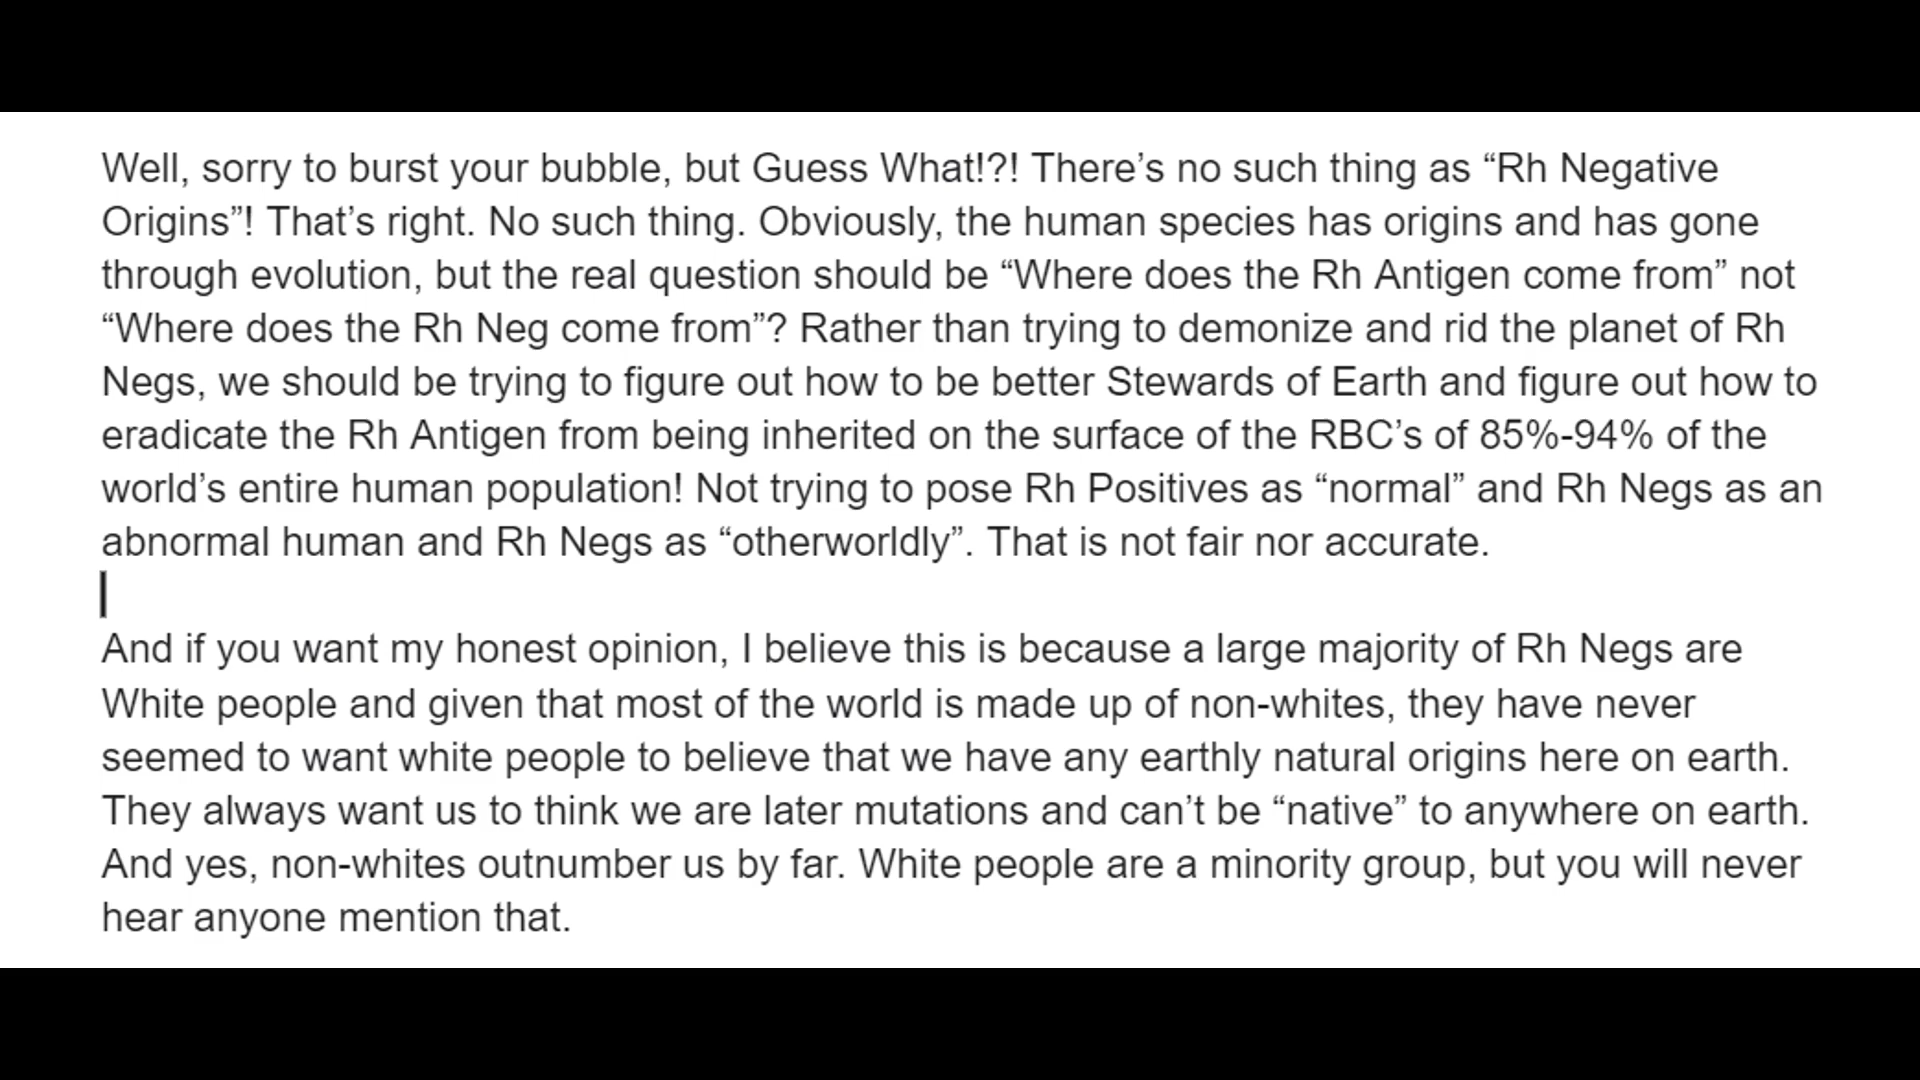 Well, sorry to burst your bubble, but Guess What!?! There’s no such thing as “Rh Negative
Origins”! That’s right. No such thing. Obviously, the human species has origins and has gone
through evolution, but the real question should be “Where does the Rh Antigen come from” not
“Where does the Rh Neg come from”? Rather than trying to demonize and rid the planet of Rh
Negs, we should be trying to figure out how to be better Stewards of Earth and figure out how to
eradicate the Rh Antigen from being inherited on the surface of the RBC’s of 85%-94% of the
world’s entire human population! Not trying to pose Rh Positives as “normal” and Rh Negs as an
abnormal human and Rh Negs as “otherworldly”. That is not fair nor accurate.
And if you want my honest opinion, I believe this is because a large majority of Rh Negs are
White people and given that most of the world is made up of non-whites, they have never
seemed to want white people to believe that we have any earthly natural origins here on earth.
They always want us to think we are later mutations and can’t be “native” to anywhere on earth.
And yes, non-whites outnumber us by far. White people are a minority group, but you will never
hear anyone mention that.